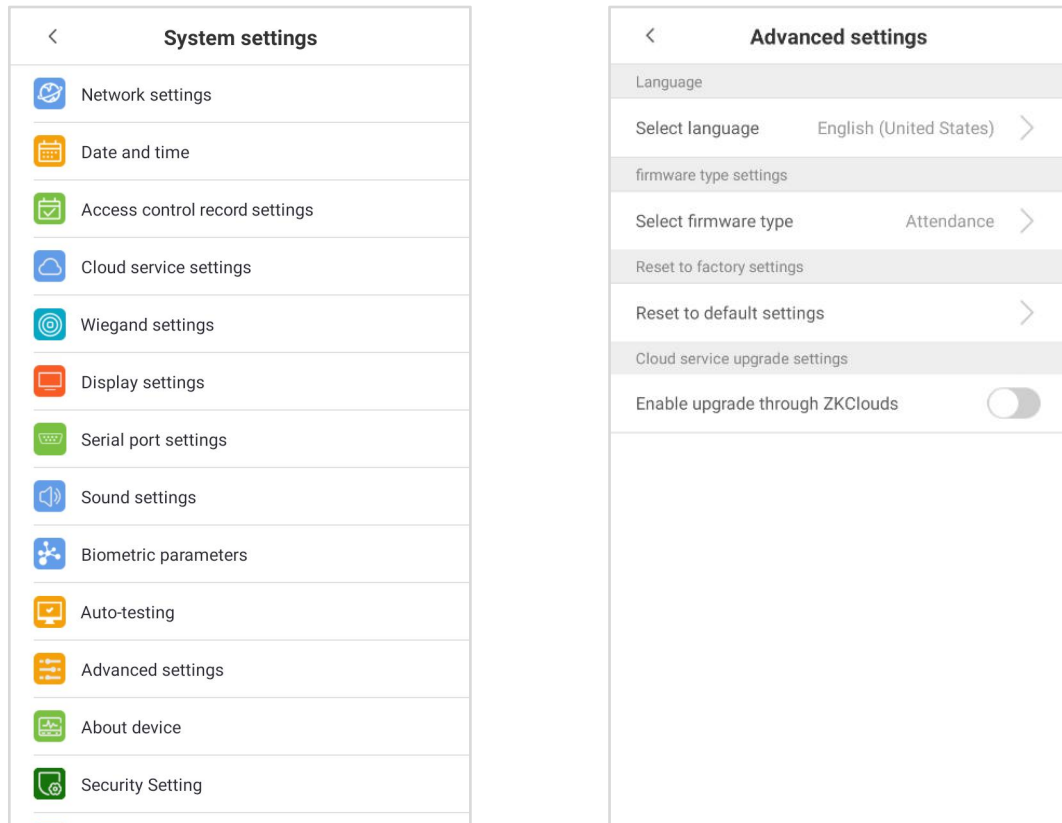 System settings
Network settings
Date and time
Access control record settings
Cloud service settings
Wiegand settings
Display settings
Serial port settings
Sound settings
Biometric parameters
Auto-testing
Advanced settings
About device
Security Setting
Advanced settings
Language
Select language English (United States)
firmware type settings
Select firmware type Attendance
Reset to factory settings
Reset to default settings
Cloud service upgrade settings
Enable upgrade through ZKClouds